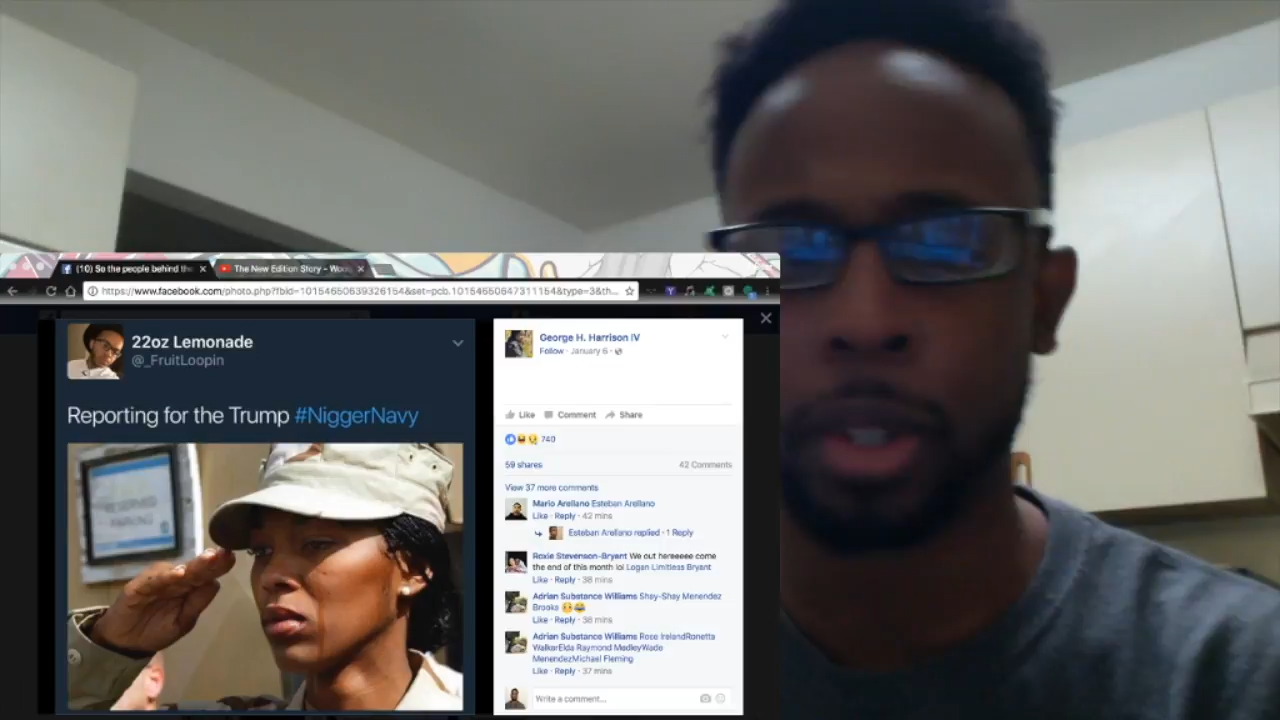 (10) So the people behind the
The New Edition Story - Wou
https://www.facebook.com/photo.php?fbid=10154650639326154&set=pcb.10154650647311154&type=3&th...
22oz Lemonade
@_FruitLoopin
Reporting for the Trump #NiggerNavy
George H. Harrison IV
Follow · January 6 ·
Like Comment Share
740
59 shares
42 Comments
View 37 more comments
Mario Arellano Esteban Arellano
Like · Reply · 42 mins
Esteban Arellano replied · 1 Reply
Roxie Stevenson-Bryant We out hereeeee come
the end of this month lol Logan Limitless Bryant
Like · Reply · 38 mins
Adrian Substance Williams Shay-Shay Menendez
Brooks
Like · Reply · 38 mins
Adrian Substance Williams Rose IrelandRonetta
WalkerElda Raymond MedleyWade
MenendezMichael Fleming
Like · Reply · 37 mins
Write a comment...